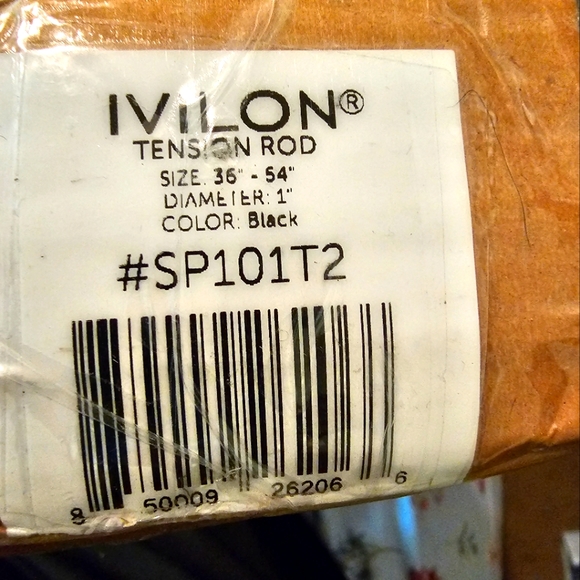 IVILON®
TENSION ROD
SIZE: 36" - 54"
DIAMETER: 1"
COLOR: Black
#SP101T2
8 50009 26206 6